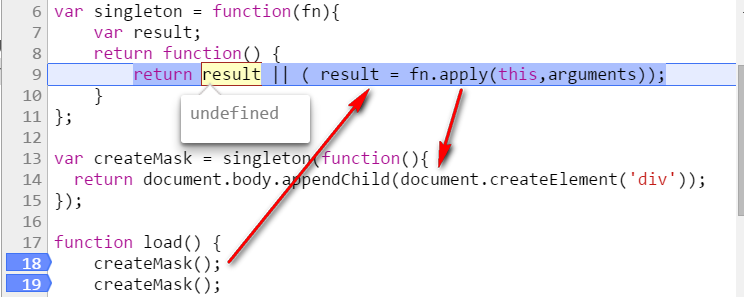 6 var singleton = function(fn){
7 var result;
8 return function() {
9 return result || ( result = fn.apply(this,arguments));
10 }
undefined
11 };
12
13 var createMask = singleton(function(){
14 return document.body.appendChild(document.createElement('div'));
15 });
16
17 function load() {
18 createMask();
19 createMask();